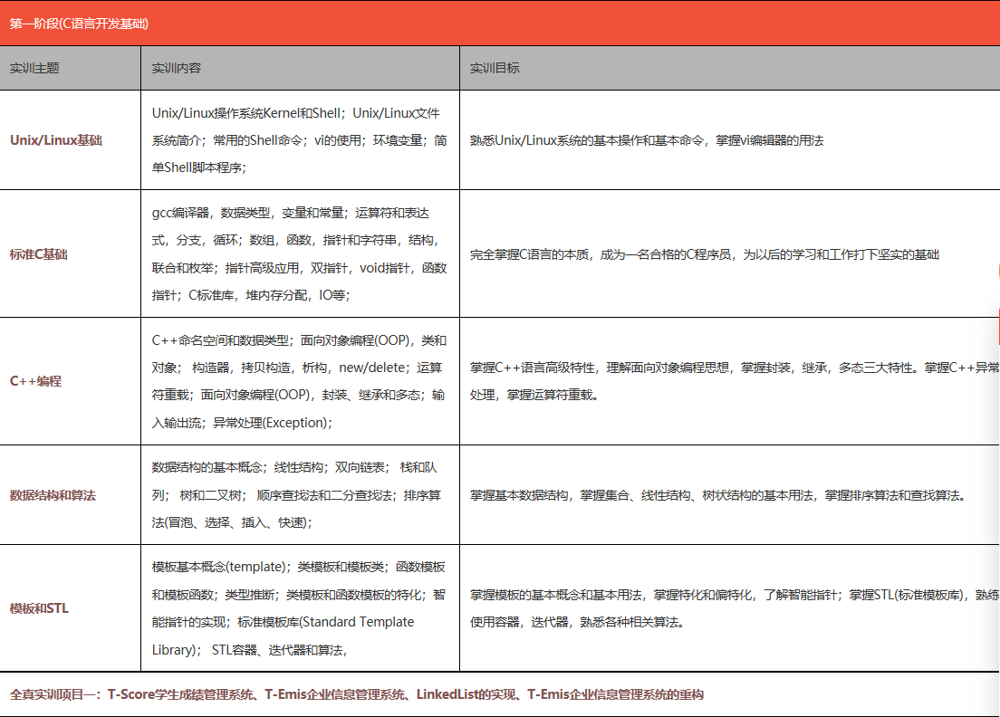 第一阶段(C语言开发基础)
实训主题
实训内容
实训目标
Unix/Linux基础
Unix/Linux操作系统Kernel和Shell；Unix/Linux文件
系统简介；常用的Shell命令；vi的使用；环境变量；简
单Shell脚本程序；
熟悉Unix/Linux系统的基本操作和基本命令，掌握vi编辑器的用法
标准C基础
gcc编译器，数据类型，变量和常量；运算符和表达
式，分支，循环；数组，函数，指针和字符串，结构，
联合和枚举；指针高级应用，双指针，void指针，函数
指针；C标准库，堆内存分配，IO等；
完全掌握C语言的本质，成为一名合格的C程序员，为以后的学习和工作打下坚实的基础
C++编程
C++命名空间和数据类型；面向对象编程(OOP)，类和
对象； 构造器，拷贝构造，析构，new/delete；运算
符重载；面向对象编程(OOP)，封装、继承和多态；输
入输出流；异常处理(Exception)；
掌握C++语言高级特性，理解面向对象编程思想，掌握封装，继承，多态三大特性。掌握C++异常
处理，掌握运算符重载。
数据结构和算法
数据结构的基本概念；线性结构；双向链表； 栈和队
列； 树和二叉树； 顺序查找法和二分查找法；排序算
法(冒泡、选择、插入、快速)；
掌握基本数据结构，掌握集合、线性结构、树状结构的基本用法，掌握排序算法和查找算法。
模板和STL
模板基本概念(template)；类模板和模板类；函数模板
和模板函数；类型推断；类模板和函数模板的特化；智
能指针的实现；标准模板库(Standard Template
Library)； STL容器、迭代器和算法，
掌握模板的基本概念和基本用法，掌握特化和偏特化，了解智能指针；掌握STL(标准模板库)，熟练
使用容器，迭代器，熟悉各种相关算法。
全真实训项目一：T-Score学生成绩管理系统、T-Emis企业信息管理系统、LinkedList的实现、T-Emis企业信息管理系统的重构